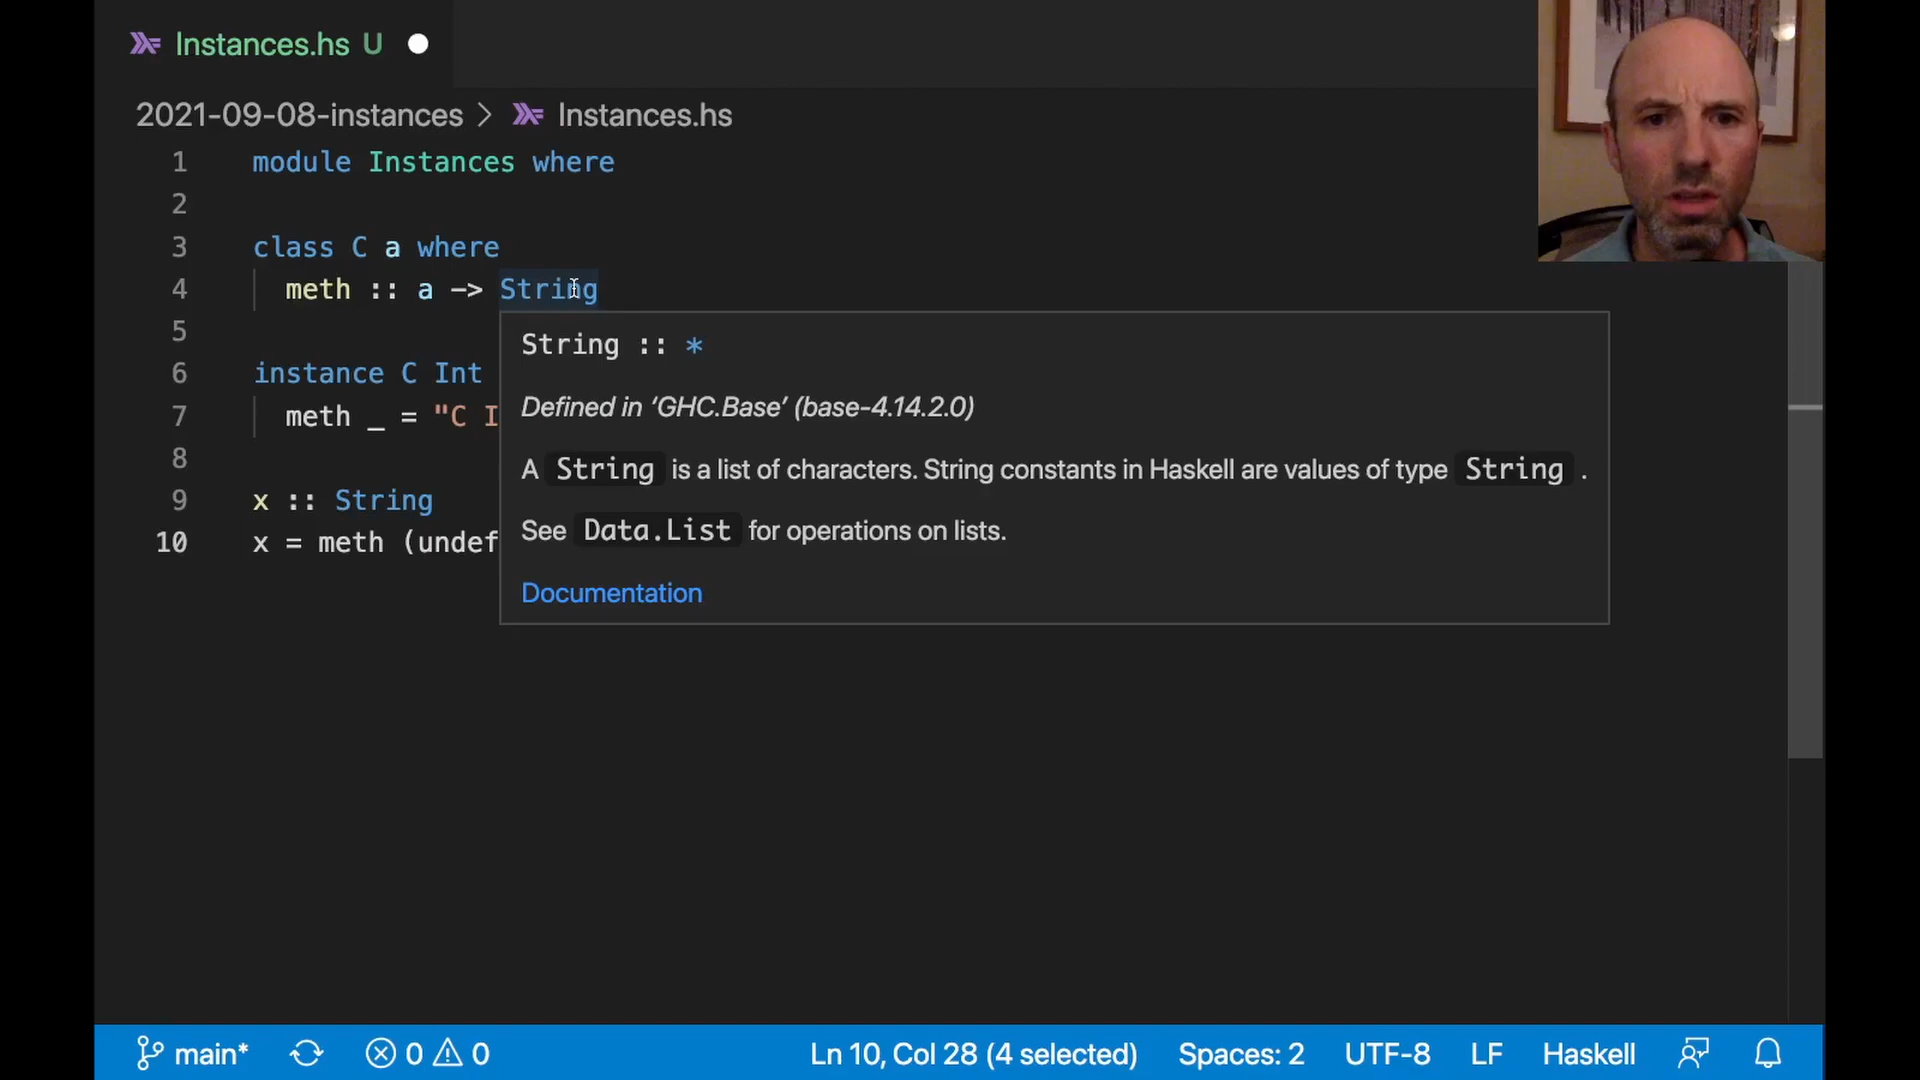 Instances.hs U
2021-09-08-instances > Instances.hs
1 module Instances where
2
3 class C a where
4 meth :: a -> String
5
6 instance C Int
7 meth _ = "C I
8
9 x :: String
10 x = meth (undef
String :: *
Defined in ‘GHC.Base’ (base-4.14.2.0)
A String is a list of characters. String constants in Haskell are values of type String .
See Data.List for operations on lists.
Documentation
main* 0 0 Ln 10, Col 28 (4 selected) Spaces: 2 UTF-8 LF Haskell